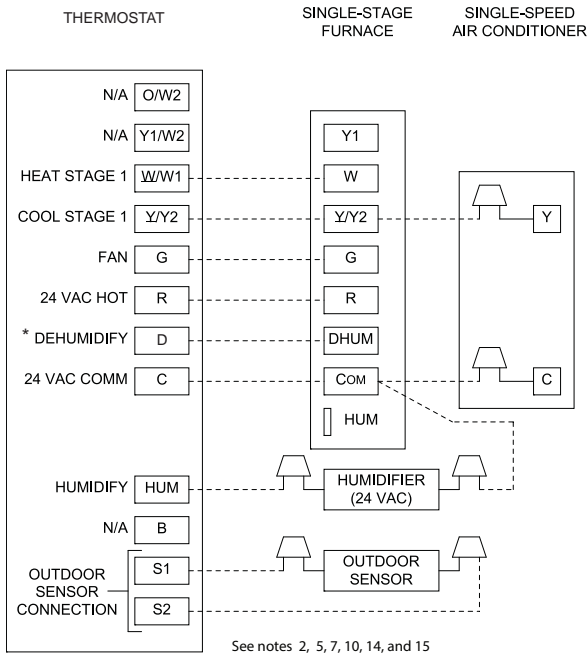 THERMOSTAT
SINGLE-STAGE
FURNACE
SINGLE-SPEED
AIR CONDITIONER
N/A O/W2
N/A Y1/W2 Y1
HEAT STAGE 1 W/W1 W
COOL STAGE 1 Y/Y2 Y/Y2 Y
FAN G G
24 VAC HOT R R
* DEHUMIDIFY D DHUM
24 VAC COMM C COM C
HUM
HUMIDIFY HUM HUMIDIFIER
(24 VAC)
N/A B
S1 OUTDOOR
SENSOR
OUTDOOR
SENSOR
CONNECTION
S2
See notes 2, 5, 7, 10, 14, and 15